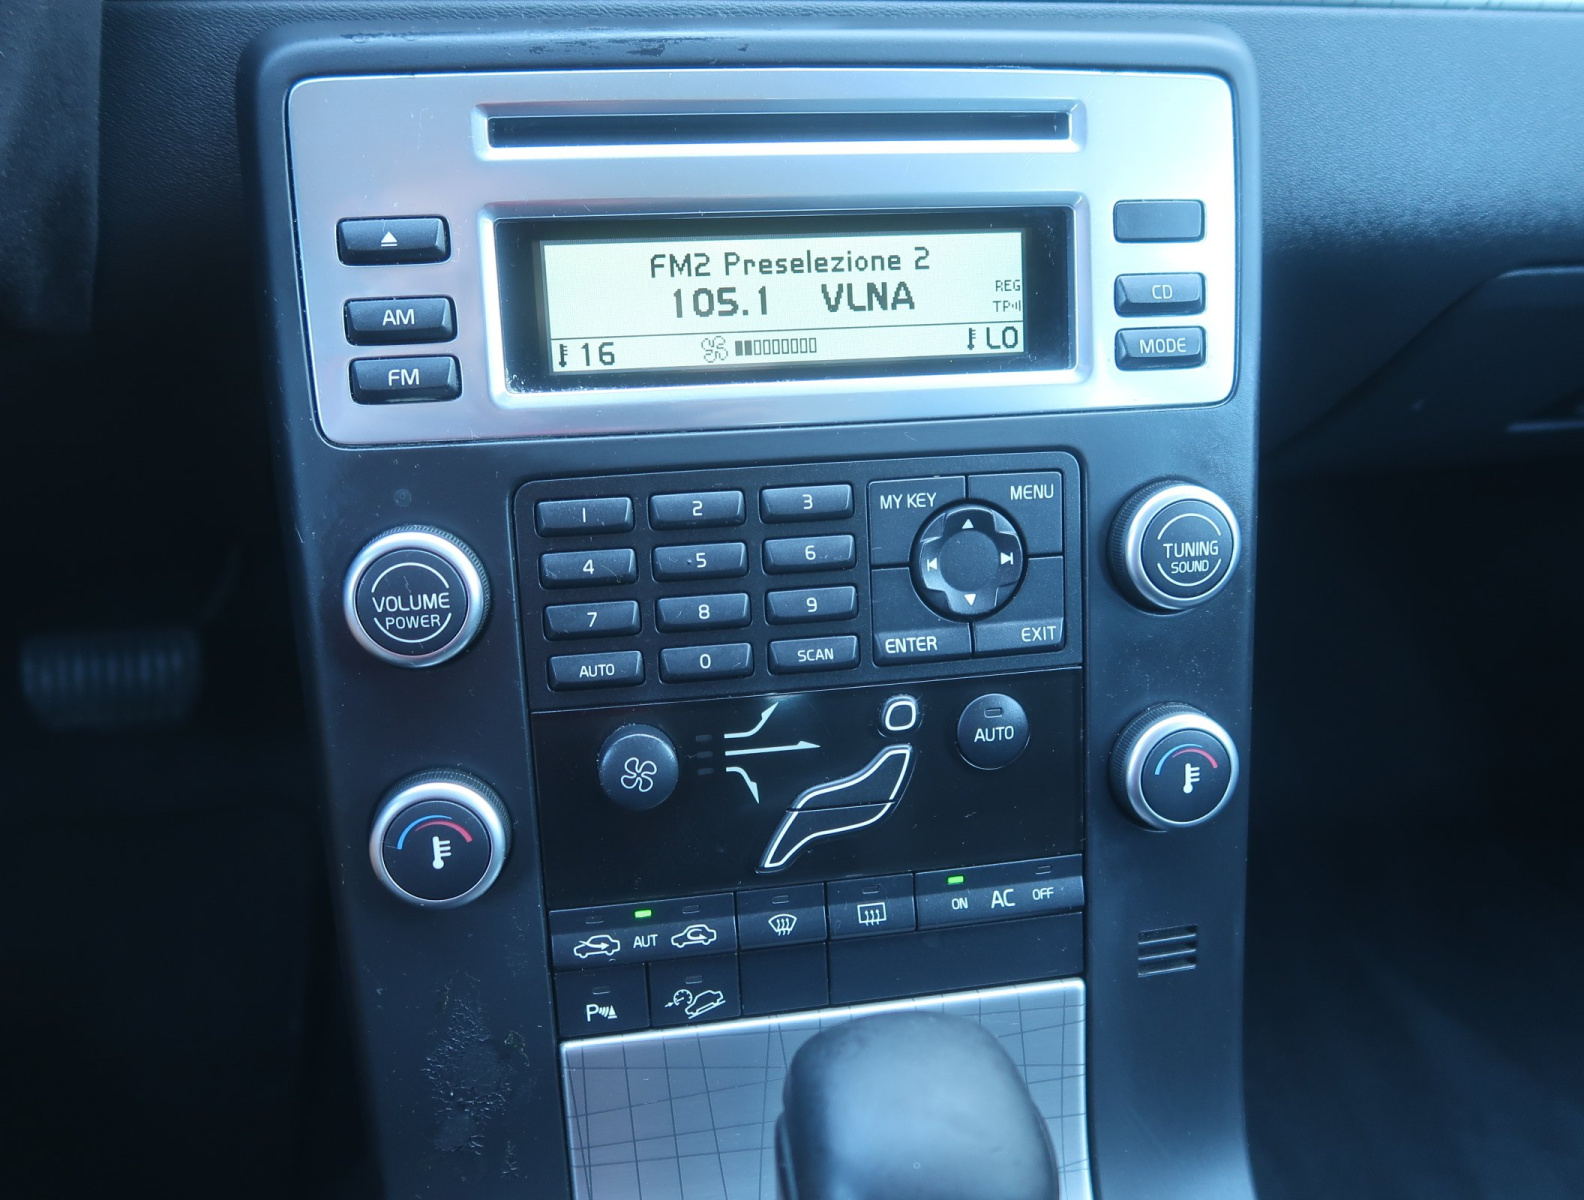 FM2 Preselezione 2
105.1 VLNA
REG
TP
16
LO
AM
FM
CD
MODE
1 2 3
4 5 6
7 8 9
AUTO 0 SCAN
MY KEY
MENU
ENTER
EXIT
VOLUME
POWER
TUNING
SOUND
AUTO
AUT
ON AC OFF
P